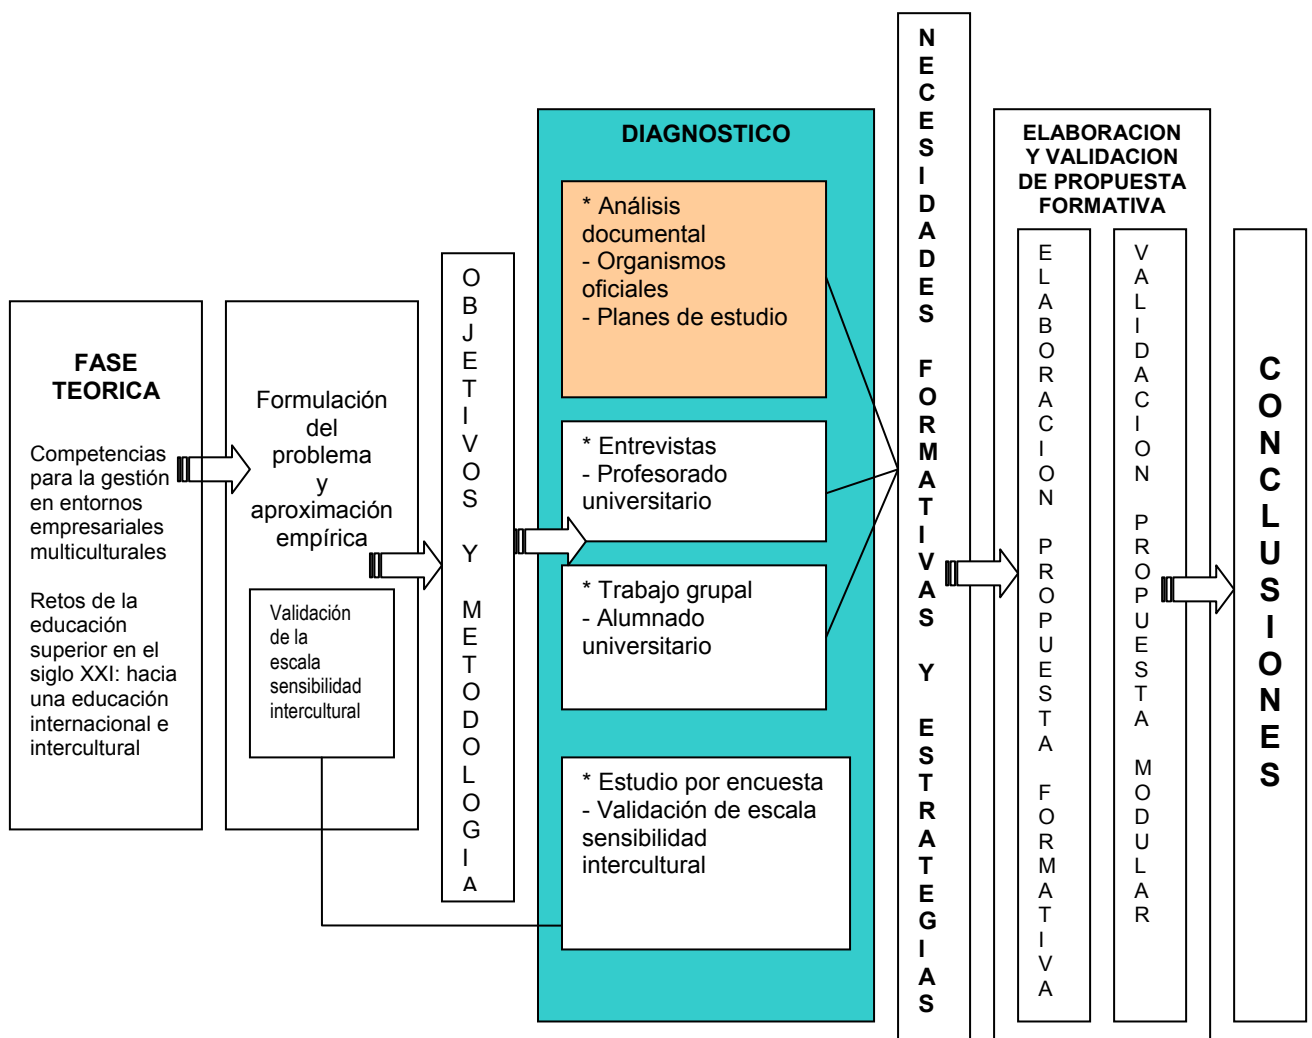 FASE
TEORICA
Competencias
para la gestión
en entornos
empresariales
multiculturales
Retos de la
educación
superior en el
siglo XXI: hacia
una educación
internacional e
intercultural
Formulación
del
problema
y
aproximación
empírica
Validación
de la
escala
sensibilidad
intercultural
OBJETIVOS Y METODOLOGIA
DIAGNOSTICO
* Análisis
documental
- Organismos
oficiales
- Planes de estudio
* Entrevistas
- Profesorado
universitario
* Trabajo grupal
- Alumnado
universitario
* Estudio por encuesta
- Validación de escala
sensibilidad
intercultural
NECESIDADES FORMATIVAS Y ESTRATEGIAS
ELABORACION
Y VALIDACION
DE PROPUESTA
FORMATIVA
ELABORACION PROPUESTA FORMATIVA
VALIDACION PROPUESTA MODULAR
CONCLUSIONES